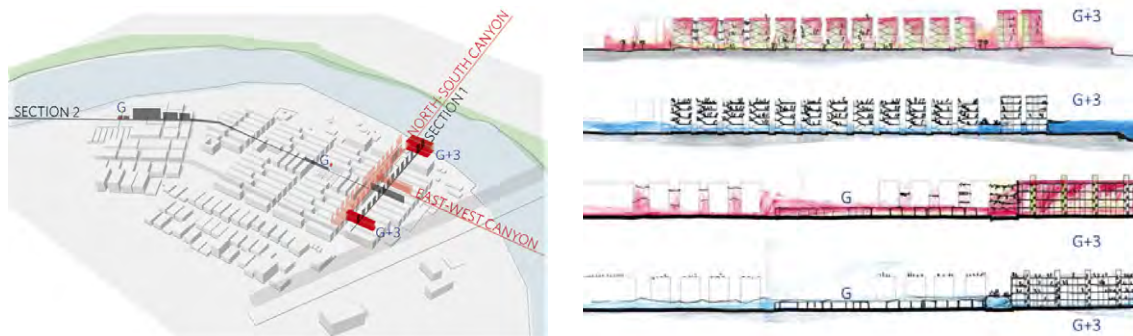 NORTH-SOUTH CANYON
SECTION 1
SECTION 2
G
G
G+3
EAST-WEST CANYON
G+3
G+3
G+3
G
G+3
G
G+3